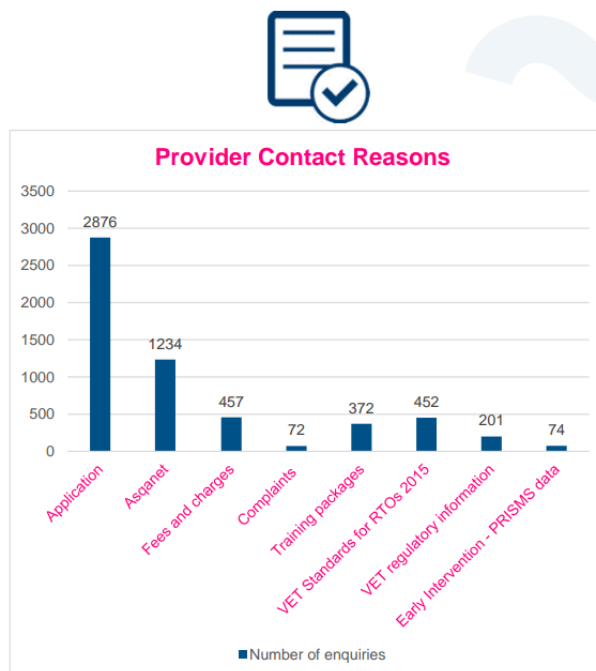 Provider Contact Reasons
3500
3000
2500
2000
1500
1000
500
0
2876
1234
457
72
372
452
201
74
Application
Asqanet
Fees and charges
Complaints
Training packages
VET Standards for RTOs 2015
VET regulatory information
Early Intervention - PRISMS data
Number of enquiries